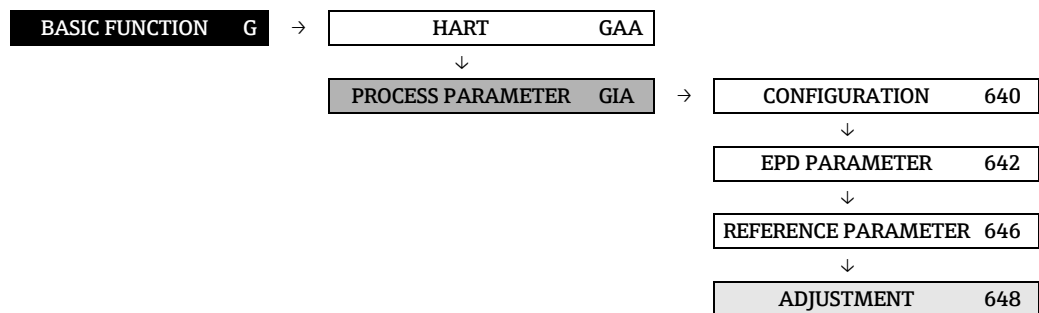 BASIC FUNCTION G → HART GAA
↓
PROCESS PARAMETER GIA → CONFIGURATION 640
↓
EPD PARAMETER 642
↓
REFERENCE PARAMETER 646
↓
ADJUSTMENT 648